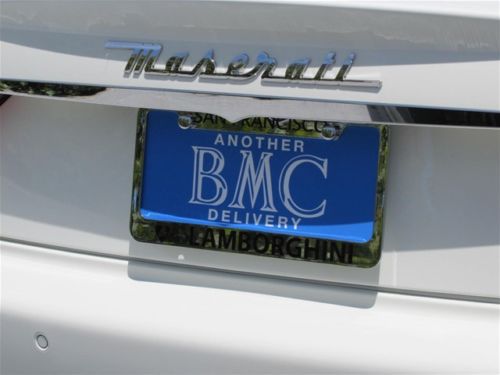 Maserati
SAN FRANCISCO
ANOTHER
BMC
DELIVERY
LAMBORGHINI